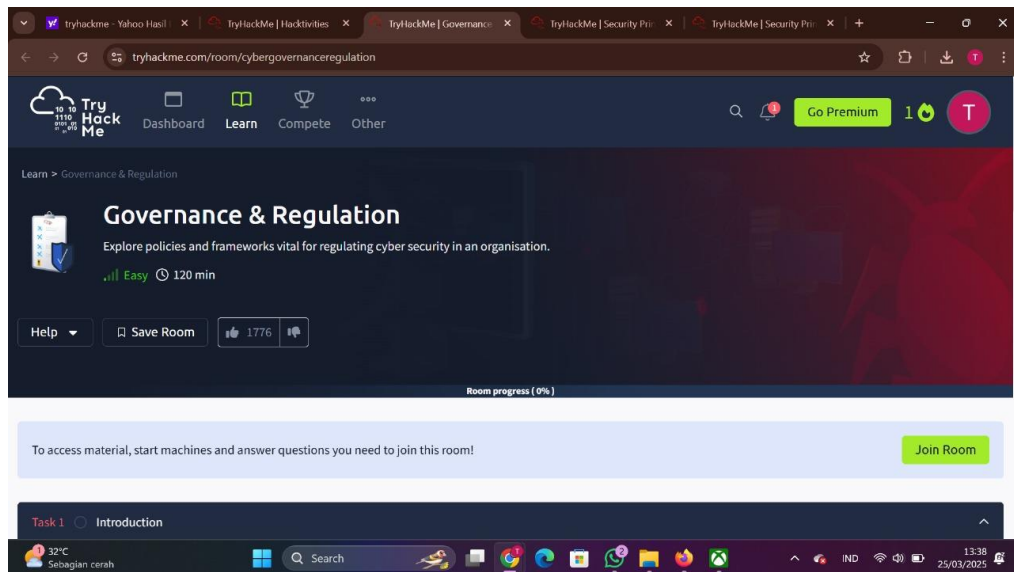 tryhackme - Yahoo Hasil
TryHackMe | Hacktivities
TryHackMe | Governance
TryHackMe | Security Prin
TryHackMe | Security Prin
tryhackme.com/room/cybergovernanceregulation
T
Try
Hack
Me
Dashboard
Learn
Compete
Other
1
Go Premium
1
T
Learn > Governance & Regulation
Governance & Regulation
Explore policies and frameworks vital for regulating cyber security in an organisation.
Easy 120 min
Help
Save Room
1776
Room progress ( 0% )
To access material, start machines and answer questions you need to join this room!
Join Room
Task 1 Introduction
1
32°C
Sebagian cerah
Search
2
IND
13:38
25/03/2025